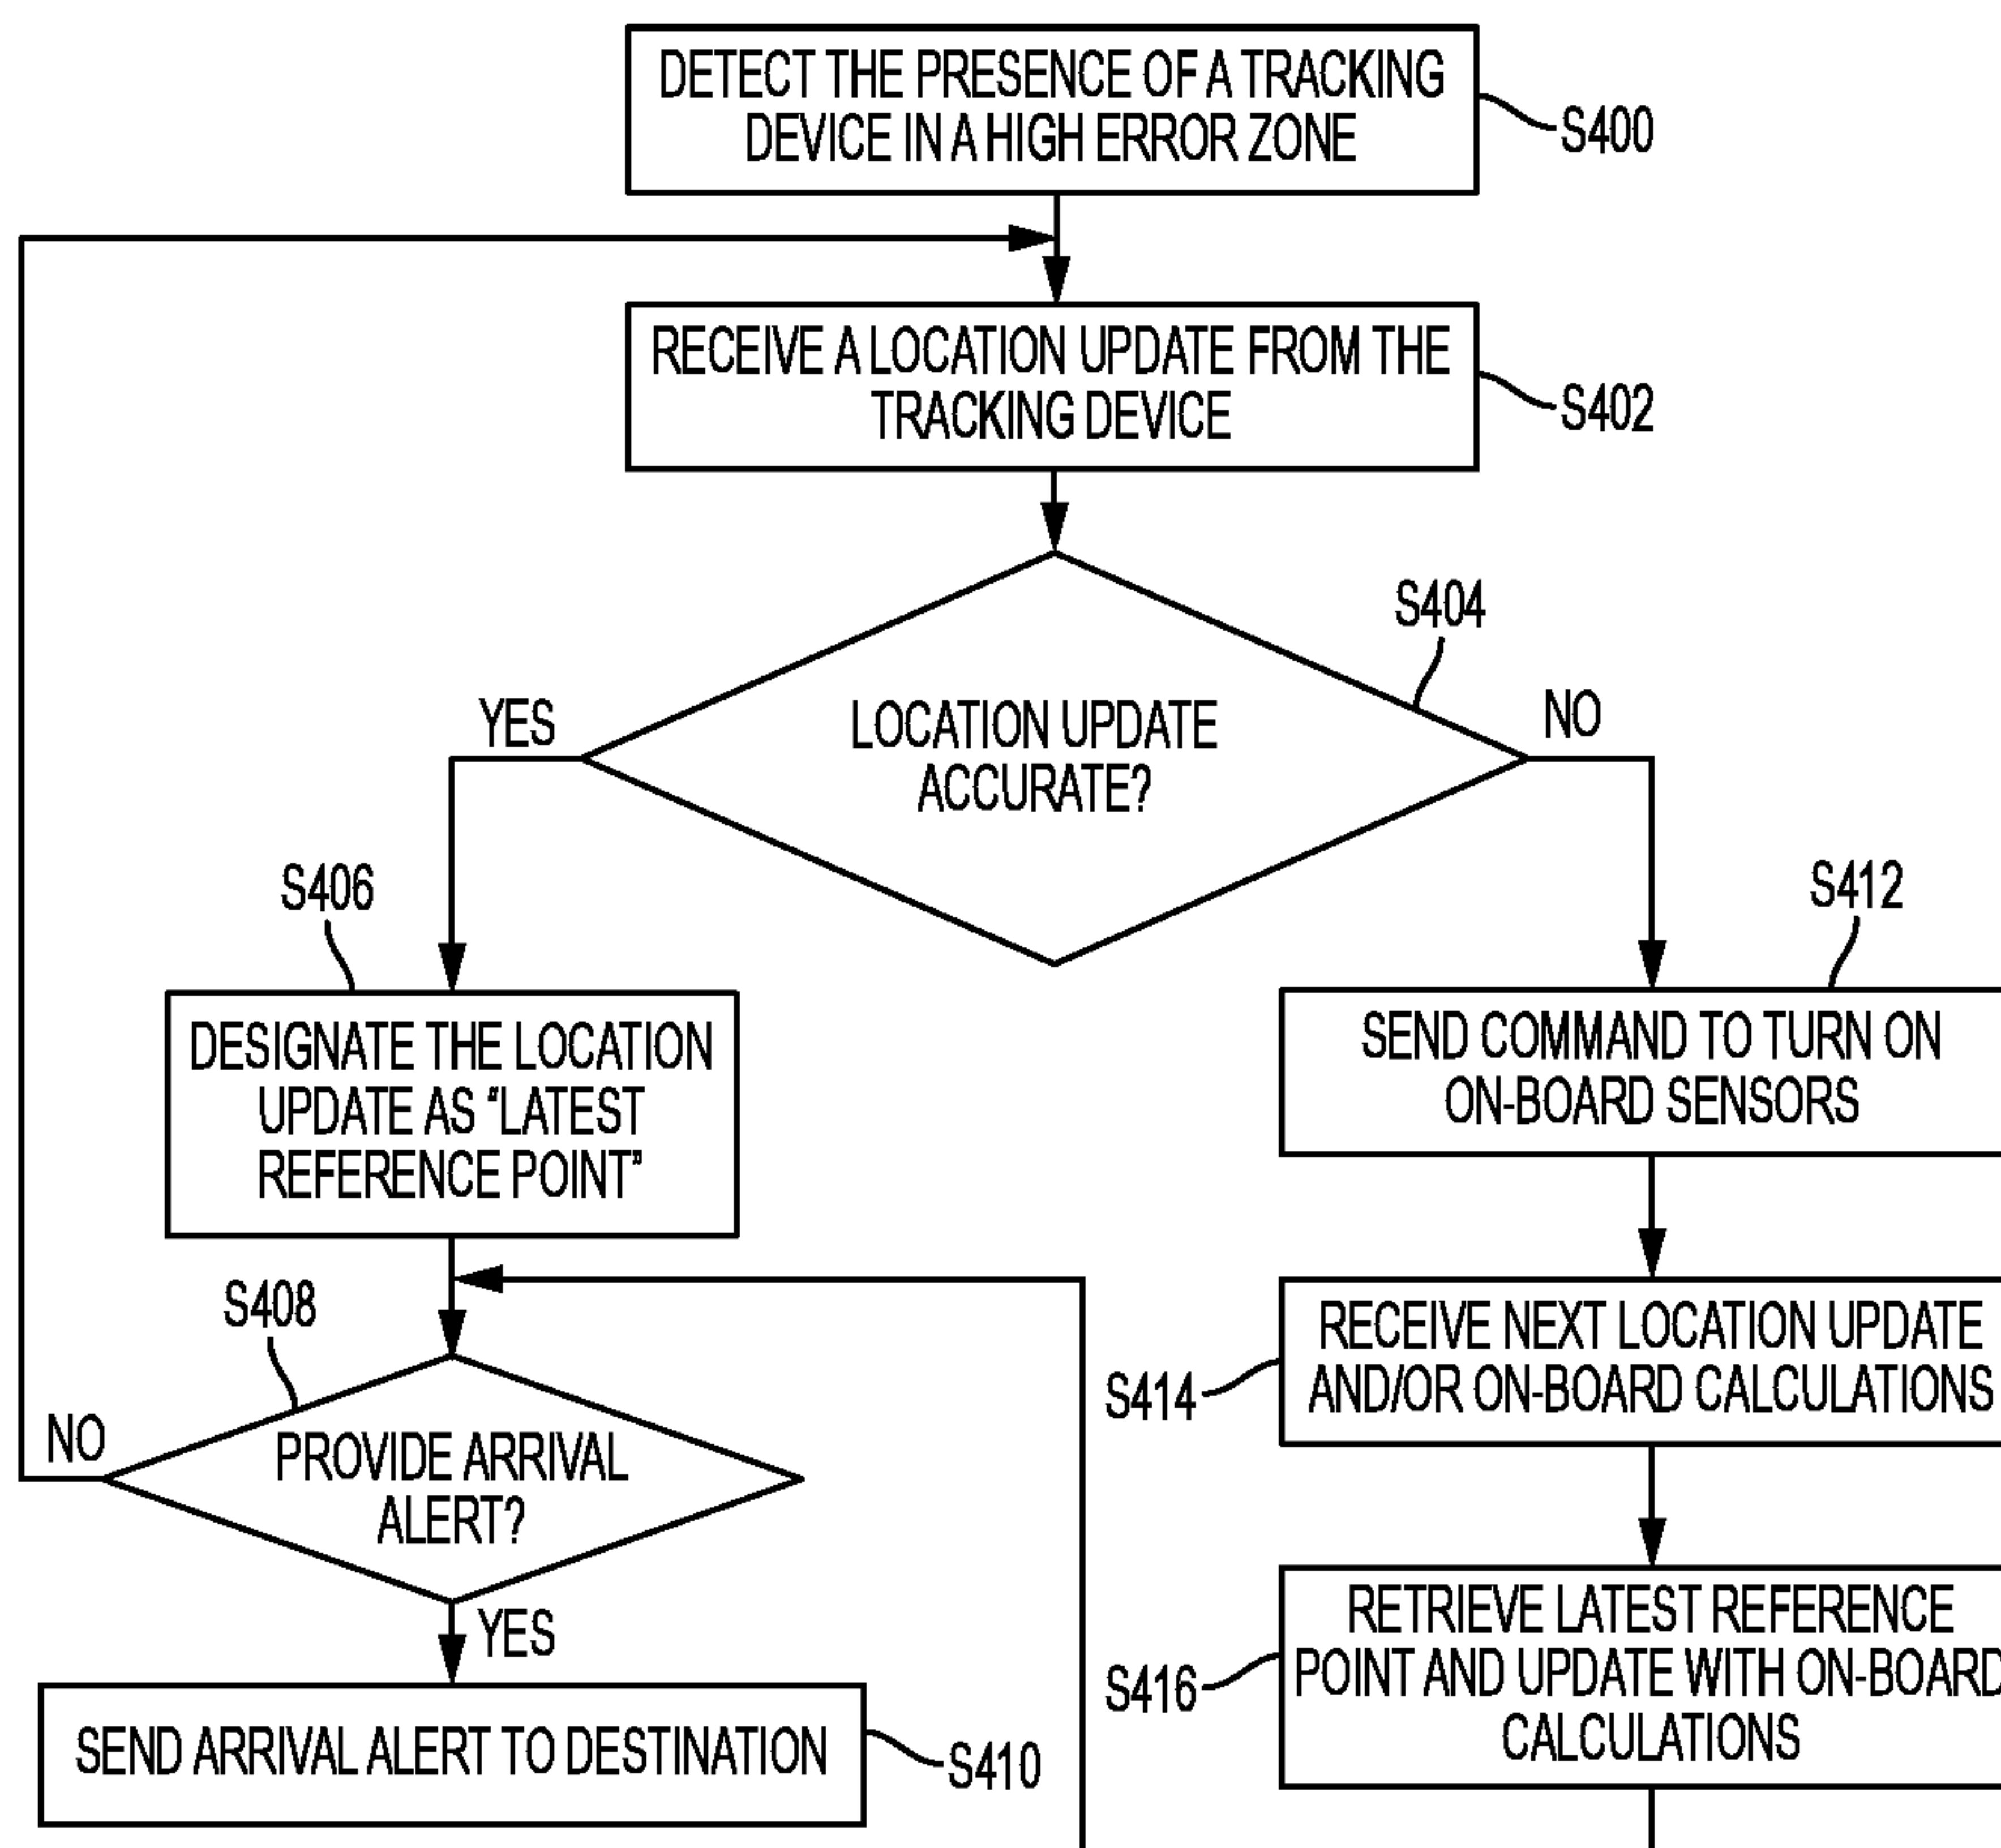 DETECT THE PRESENCE OF A TRACKING
DEVICE IN A HIGH ERROR ZONE
S400
RECEIVE A LOCATION UPDATE FROM THE
TRACKING DEVICE
S402
S404
LOCATION UPDATE
ACCURATE?
YES
NO
S406
DESIGNATE THE LOCATION
UPDATE AS “LATEST
REFERENCE POINT”
S408
PROVIDE ARRIVAL
ALERT?
NO
YES
SEND ARRIVAL ALERT TO DESTINATION
S410
S412
SEND COMMAND TO TURN ON
ON-BOARD SENSORS
RECEIVE NEXT LOCATION UPDATE
AND/OR ON-BOARD CALCULATIONS
S414
RETRIEVE LATEST REFERENCE
POINT AND UPDATE WITH ON-BOARD
CALCULATIONS
S416